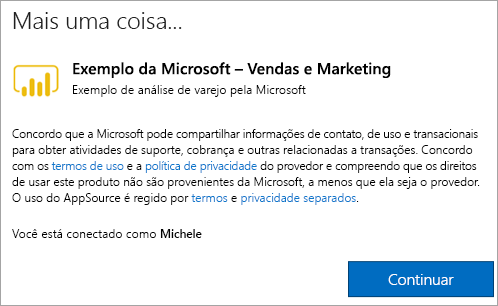 Mais uma coisa...
Exemplo da Microsoft – Vendas e Marketing
Exemplo de análise de varejo pela Microsoft
Concordo que a Microsoft pode compartilhar informações de contato, de uso e transacionais
para obter atividades de suporte, cobrança e outras relacionadas a transações. Concordo
com os termos de uso e a política de privacidade do provedor e compreendo que os direitos
de usar este produto não são provenientes da Microsoft, a menos que ela seja o provedor.
O uso do AppSource é regido por termos e privacidade separados.
Você está conectado como Michele
Continuar